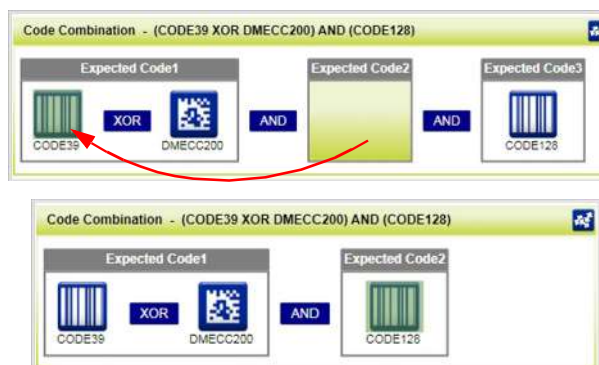 Code Combination - (CODE39 XOR DMECC200) AND (CODE128)
Expected Code1 Expected Code2 Expected Code3
XOR AND AND
CODE39 DMECC200 CODE128
Code Combination - (CODE39 XOR DMECC200) AND (CODE128)
Expected Code1 Expected Code2
XOR AND
CODE39 DMECC200 CODE128